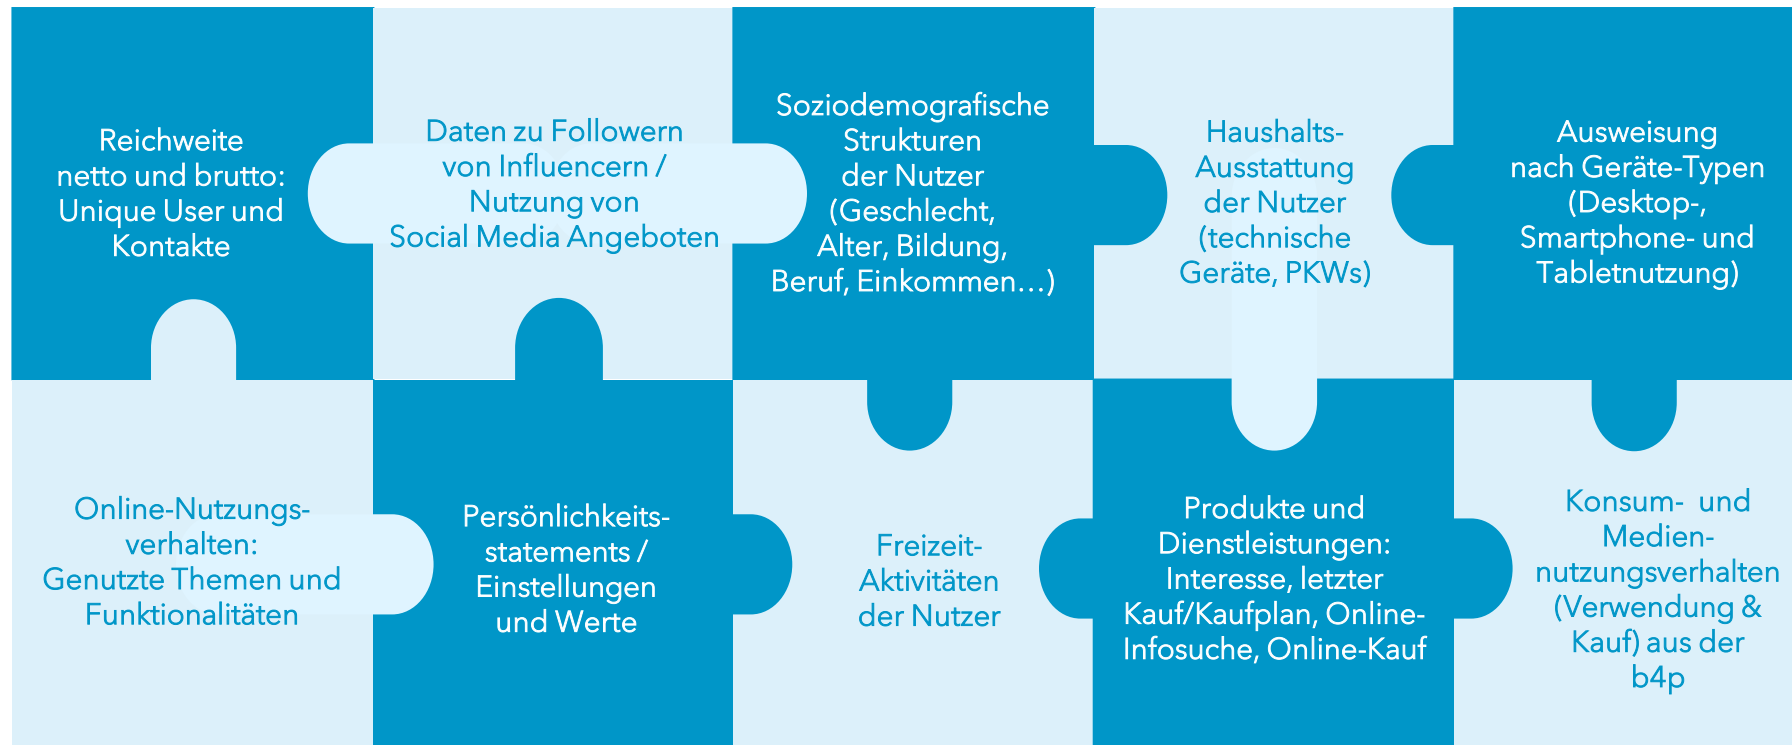 Reichweite
netto und brutto:
Unique User und
Kontakte
Daten zu Followern
von Influencern /
Nutzung von
Social Media Angeboten
Soziodemografische
Strukturen
der Nutzer
(Geschlecht,
Alter, Bildung,
Beruf, Einkommen…)
Haushalts-
Ausstattung
der Nutzer
(technische
Geräte, PKWs)
Ausweisung
nach Geräte-Typen
(Desktop-,
Smartphone- und
Tabletnutzung)
Online-Nutzungs-
verhalten:
Genutzte Themen und
Funktionalitäten
Persönlichkeits-
statements /
Einstellungen
und Werte
Freizeit-
Aktivitäten
der Nutzer
Produkte und
Dienstleistungen:
Interesse, letzter
Kauf/Kaufplan, Online-
Infosuche, Online-Kauf
Konsum- und
Medien-
nutzungsverhalten
(Verwendung &
Kauf) aus der
b4p